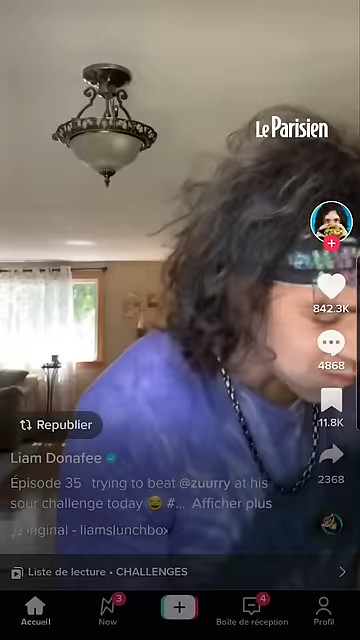 Le Parisien
842.3K
4868
11.8K
2368
Republier
Liam Donafee
Épisode 35 trying to beat @zuurry at his
sour challenge today 😅 #... Afficher plus
original - liamslunchbox
Liste de lecture • CHALLENGES
3
4
Accueil
Now
Boîte de réception
Profil